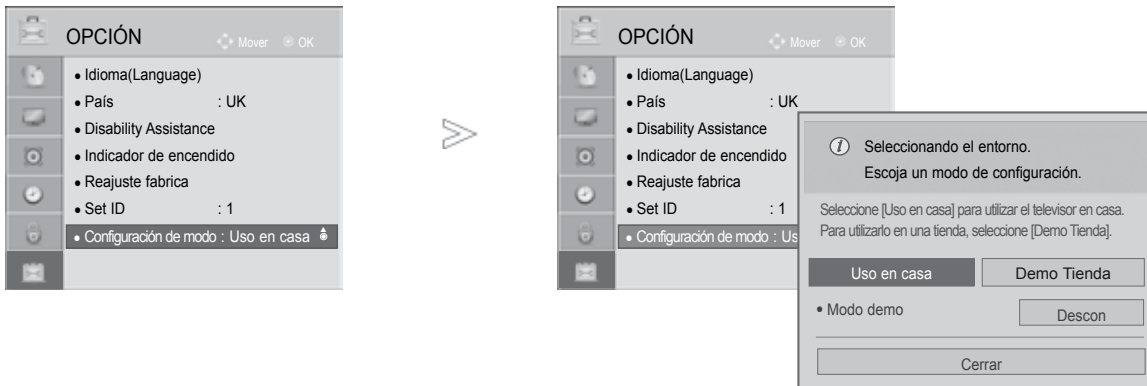 OPCIÓN
Mover OK
• Idioma(Language)
• País : UK
• Disability Assistance
• Indicador de encendido
• Reajuste fabrica
• Set ID : 1
• Configuración de modo : Uso en casa
OPCIÓN
Mover OK
• Idioma(Language)
• País : UK
• Disability Assistance
• Indicador de encendido
• Reajuste fabrica
• Set ID : 1
• Configuración de modo : Us
i Seleccionando el entorno.
Escoja un modo de configuración.
Seleccione [Uso en casa] para utilizar el televisor en casa.
Para utilizarlo en una tienda, seleccione [Demo Tienda].
Uso en casa Demo Tienda
• Modo demo Descon
Cerrar